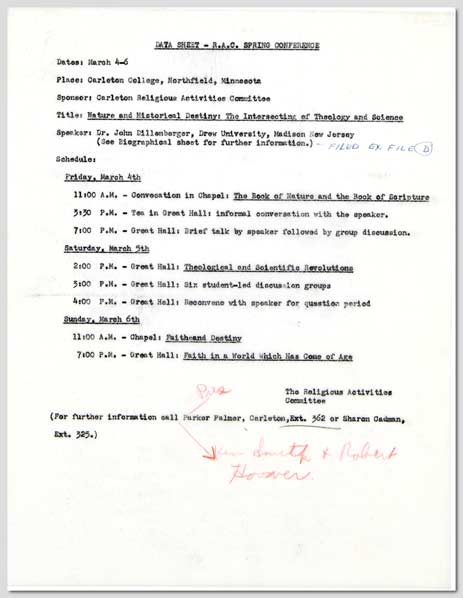 DATA SHEET - R.A.C. SPRING CONFERENCE
Dates: March 4-6
Place: Carleton College, Northfield, Minnesota
Sponsor: Carleton Religious Activities Committee
Title: Nature and Historical Destiny: The Intersecting of Theology and Science
Speaker: Dr. John Dillenberger, Drew University, Madison New Jersey
(See Biographical sheet for further information.) - FILED EX FILE D
Schedule:
Friday, March 4th
11:00 A.M. - Convocation in Chapel: The Book of Nature and the Book of Scripture
3:30 P.M. - Tea in Great Hall: informal conversation with the speaker.
7:00 P.M. - Great Hall: Brief talk by speaker followed by group discussion.
Saturday, March 5th
2:00 P.M. - Great Hall: Theological and Scientific Revolutions
3:00 P.M. - Great Hall: Six student-led discussion groups
4:00 P.M. - Great Hall: Reconvene with speaker for question period
Sunday, March 6th
11:00 A.M. - Chapel: Faith and Destiny
7:00 P.M. - Great Hall: Faith in a World Which Has Come of Age
The Religious Activities
Committee
(For further information call Parker Palmer, Carleton, Ext. 362 or Sharon Cadman,
Ext. 325.)
Smith & Robert
Hoover